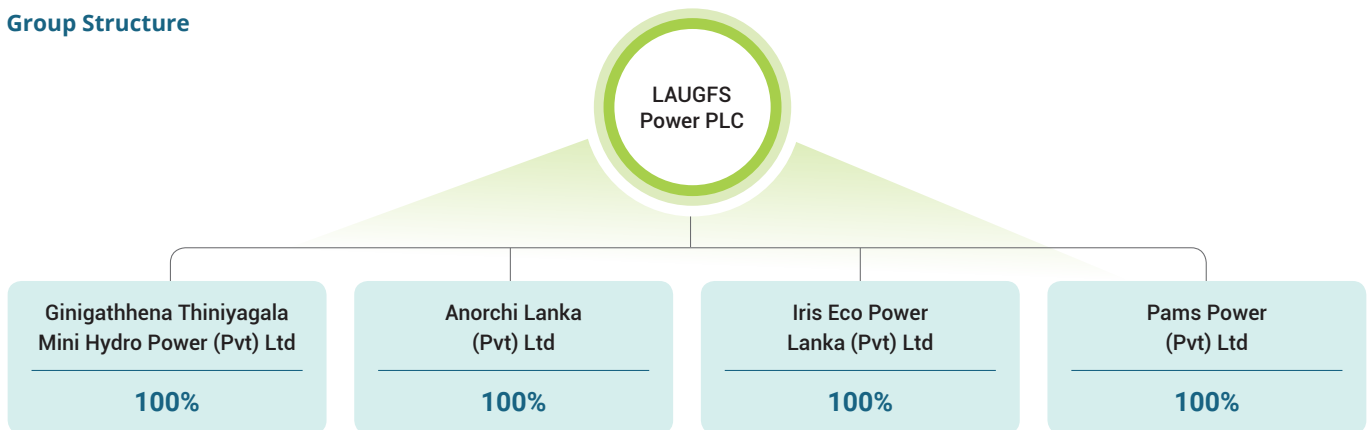 Group Structure
LAUGFS
Power PLC
Ginigathhena Thiniyagala
Mini Hydro Power (Pvt) Ltd
100%
Anorchi Lanka
(Pvt) Ltd
100%
Iris Eco Power
Lanka (Pvt) Ltd
100%
Pams Power
(Pvt) Ltd
100%